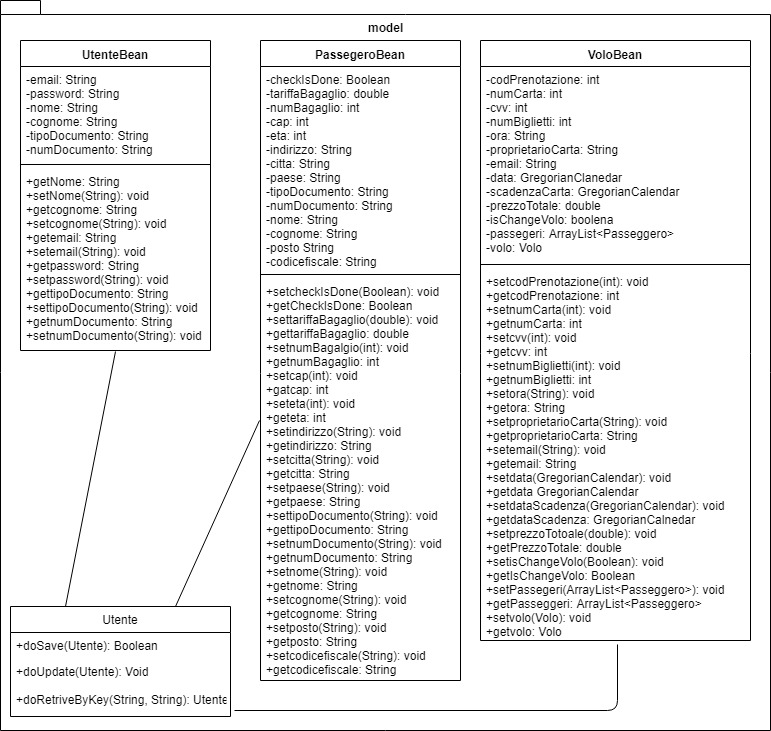 model
UtenteBean
-email: String
-password: String
-nome: String
-cognome: String
-tipoDocumento: String
-numDocumento: String
+getNome: String
+setNome(String): void
+getcognome: String
+setcognome(String): void
+getemail: String
+setemail(String): void
+getpassword: String
+setpassword(String): void
+gettipoDocumento: String
+settipoDocumento(String): void
+getnumDocumento: String
+setnumDocumento(String): void
PassegeroBean
-checkIsDone: Boolean
-tariffaBagaglio: double
-numBagaglio: int
-cap: int
-eta: int
-indirizzo: String
-citta: String
-paese: String
-tipoDocumento: String
-numDocumento: String
-nome: String
-cognome: String
-posto String
-codicefiscale: String
+setcheckIsDone(Boolean): void
+getCheckIsDone: Boolean
+settariffaBagaglio(double): void
+gettariffaBagaglio: double
+setnumBagalgio(int): void
+getnumBagaglio: int
+setcap(int): void
+gatcap: int
+seteta(int): void
+geteta: int
+setindirizzo(String): void
+getindirizzo: String
+setcitta(String): void
+getcitta: String
+setpaese(String): void
+getpaese: String
+settipoDocumento(String): void
+gettipoDocumento: String
+setnumDocumento(String): void
+getnumDocumento: String
+setnome(String): void
+getnome: String
+setcognome(String): void
+getcognome: String
+setposto(String): void
+getposto: String
+setcodicefiscale(String): void
+getcodicefiscale: String
VoloBean
-codPrenotazione: int
-numCarta: int
-cvv: int
-numBiglietti: int
-ora: String
-proprietarioCarta: String
-email: String
-data: GregorianClanedar
-scadenzaCarta: GregorianCalendar
-prezzoTotale: double
-isChangeVolo: boolena
-passegeri: ArrayList<Passeggero>
-volo: Volo
+setcodPrenotazione(int): void
+getcodPrenotazione: int
+setnumCarta(int): void
+getnumCarta: int
+setcvv(int): void
+getcvv: int
+setnumBiglietti(int): void
+getnumBiglietti: int
+setora(String): void
+getora: String
+setproprietarioCarta(String): void
+getproprietarioCarta: String
+setemail(String): void
+getemail: String
+setdata(GregorianCalendar): void
+getdata GregorianCalendar
+setdataScadenza(GregorianCalendar): void
+getdataScadenza: GregorianCalnedar
+setprezzoTotoale(double): void
+getPrezzoTotale: double
+setisChangeVolo(Boolean): void
+getIsChangeVolo: Boolean
+setPassegeri(ArrayList<Passeggero>): void
+getPasseggeri: ArrayList<Passeggero>
+setvolo(Volo): void
+getvolo: Volo
Utente
+doSave(Utente): Boolean
+doUpdate(Utente): Void
+doRetriveByKey(String, String): Utente